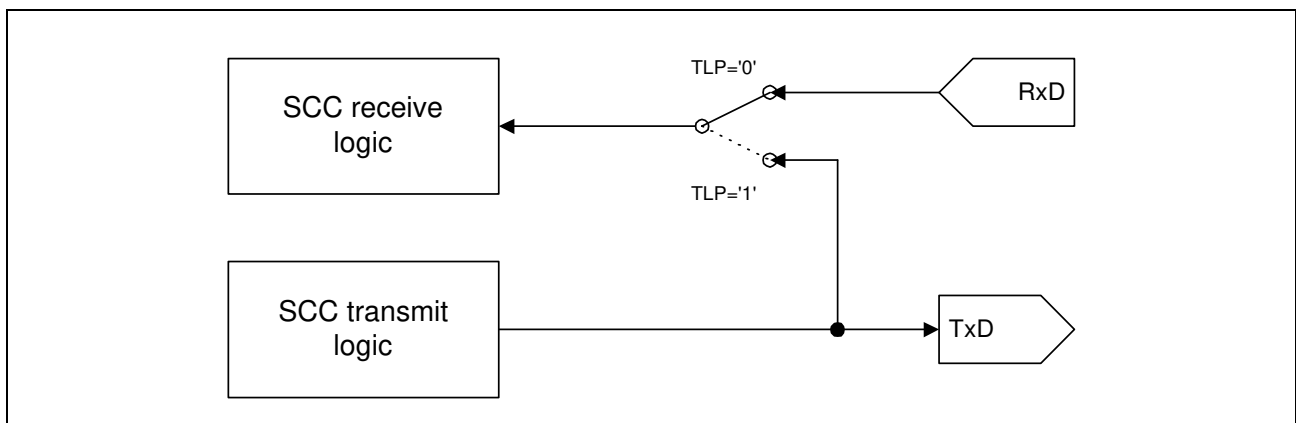 TLP='0'
SCC receive
logic
RxD
TLP='1'
SCC transmit
logic
TxD